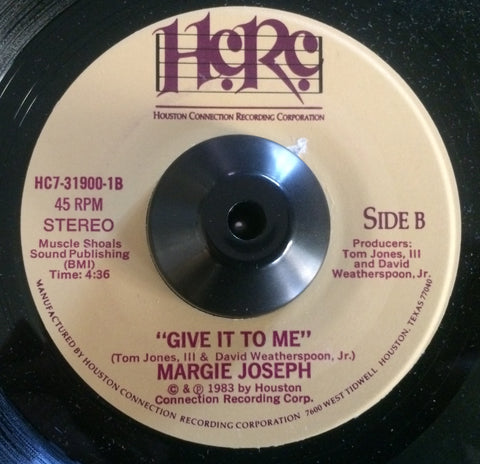 HCRC
HOUSTON CONNECTION RECORDING CORPORATION
HC7-31900-1B
45 RPM
STEREO
Muscle Shoals
Sound Publishing
(BMI)
Time: 4:36
SIDE B
Producers:
Tom Jones, III
and David
Weatherspoon, Jr.
"GIVE IT TO ME"
(Tom Jones, III & David Weatherspoon, Jr.)
MARGIE JOSEPH
© & ℗ 1983 by Houston
Connection Recording Corp.
MANUFACTURED BY HOUSTON CONNECTION RECORDING CORPORATION 7600 WEST TIDWELL HOUSTON, TEXAS 77040